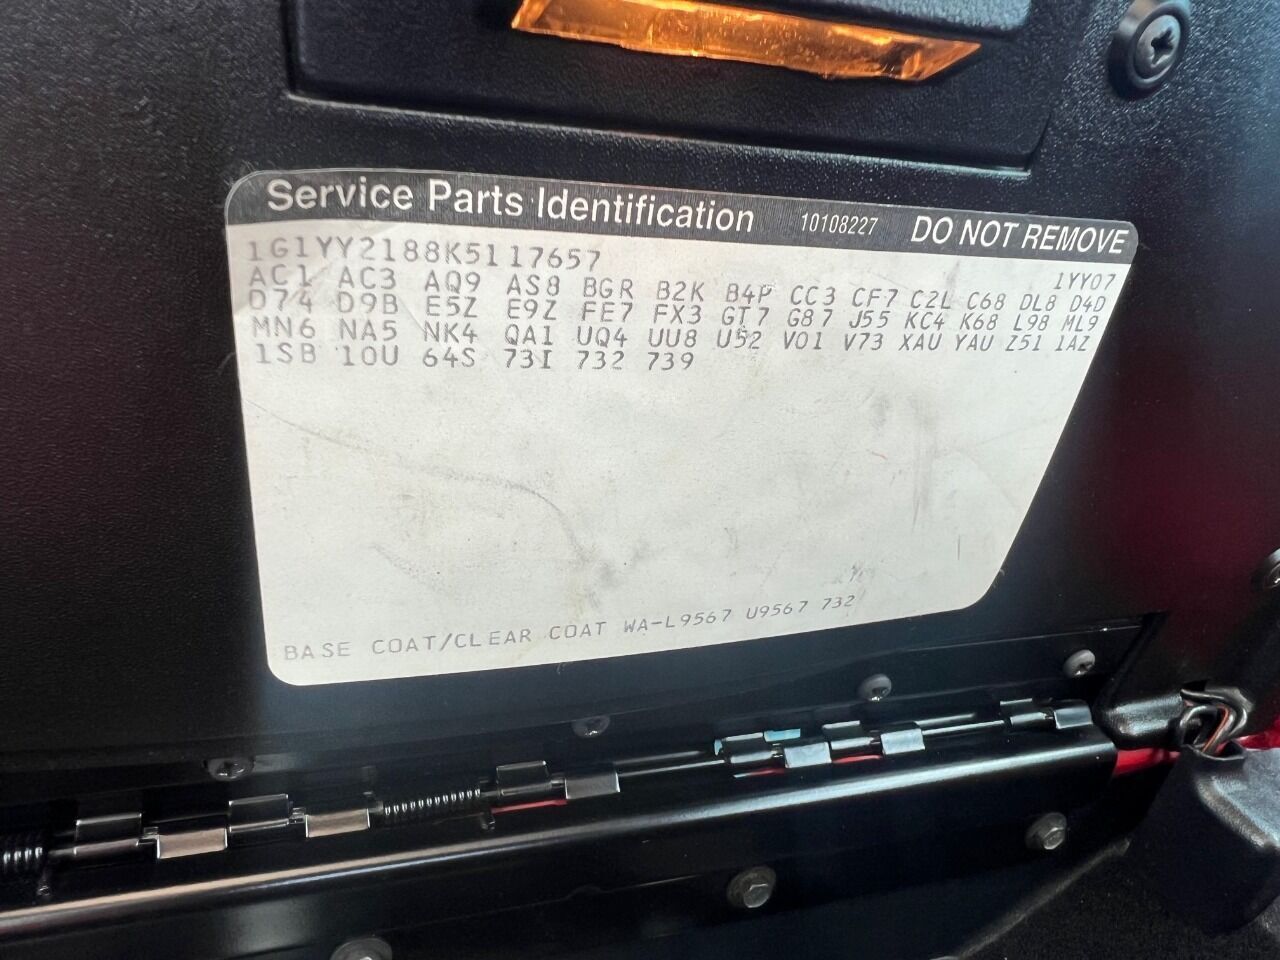 Service Parts Identification 10108227 DO NOT REMOVE
1G1YY2188K5117657 1YY07
AC1 AC3 AQ9 AS8 BGR B2K B4P CC3 CF7 C2L C68 DL8 D4D
D74 D9B E5Z E9Z FE7 FX3 GT7 G87 J55 KC4 K68 L98 ML9
MN6 NA5 NK4 QA1 UQ4 UU8 U52 V01 V73 XAU YAU Z51 1AZ
1SB 10U 64S 73I 732 739
BASE COAT/CLEAR COAT WA-L9567 U9567 732